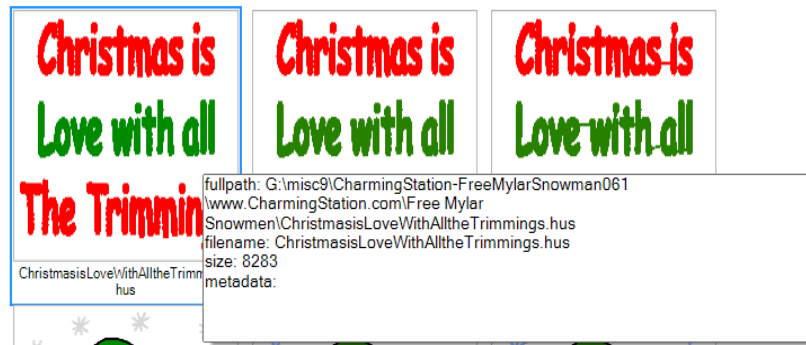 Christmas is
Love with all
The Trimmin
ChristmasisLoveWithAlltheTrimm
hus
Christmas is
Love with all
Christmas is
Love with all
fullpath: G:\misc9\CharmingStation-FreeMylarSnowman061
\www.CharmingStation.com\Free Mylar
Snowmen\ChristmasisLoveWithAlltheTrimmings.hus
filename: ChristmasisLoveWithAlltheTrimmings.hus
size: 8283
metadata: